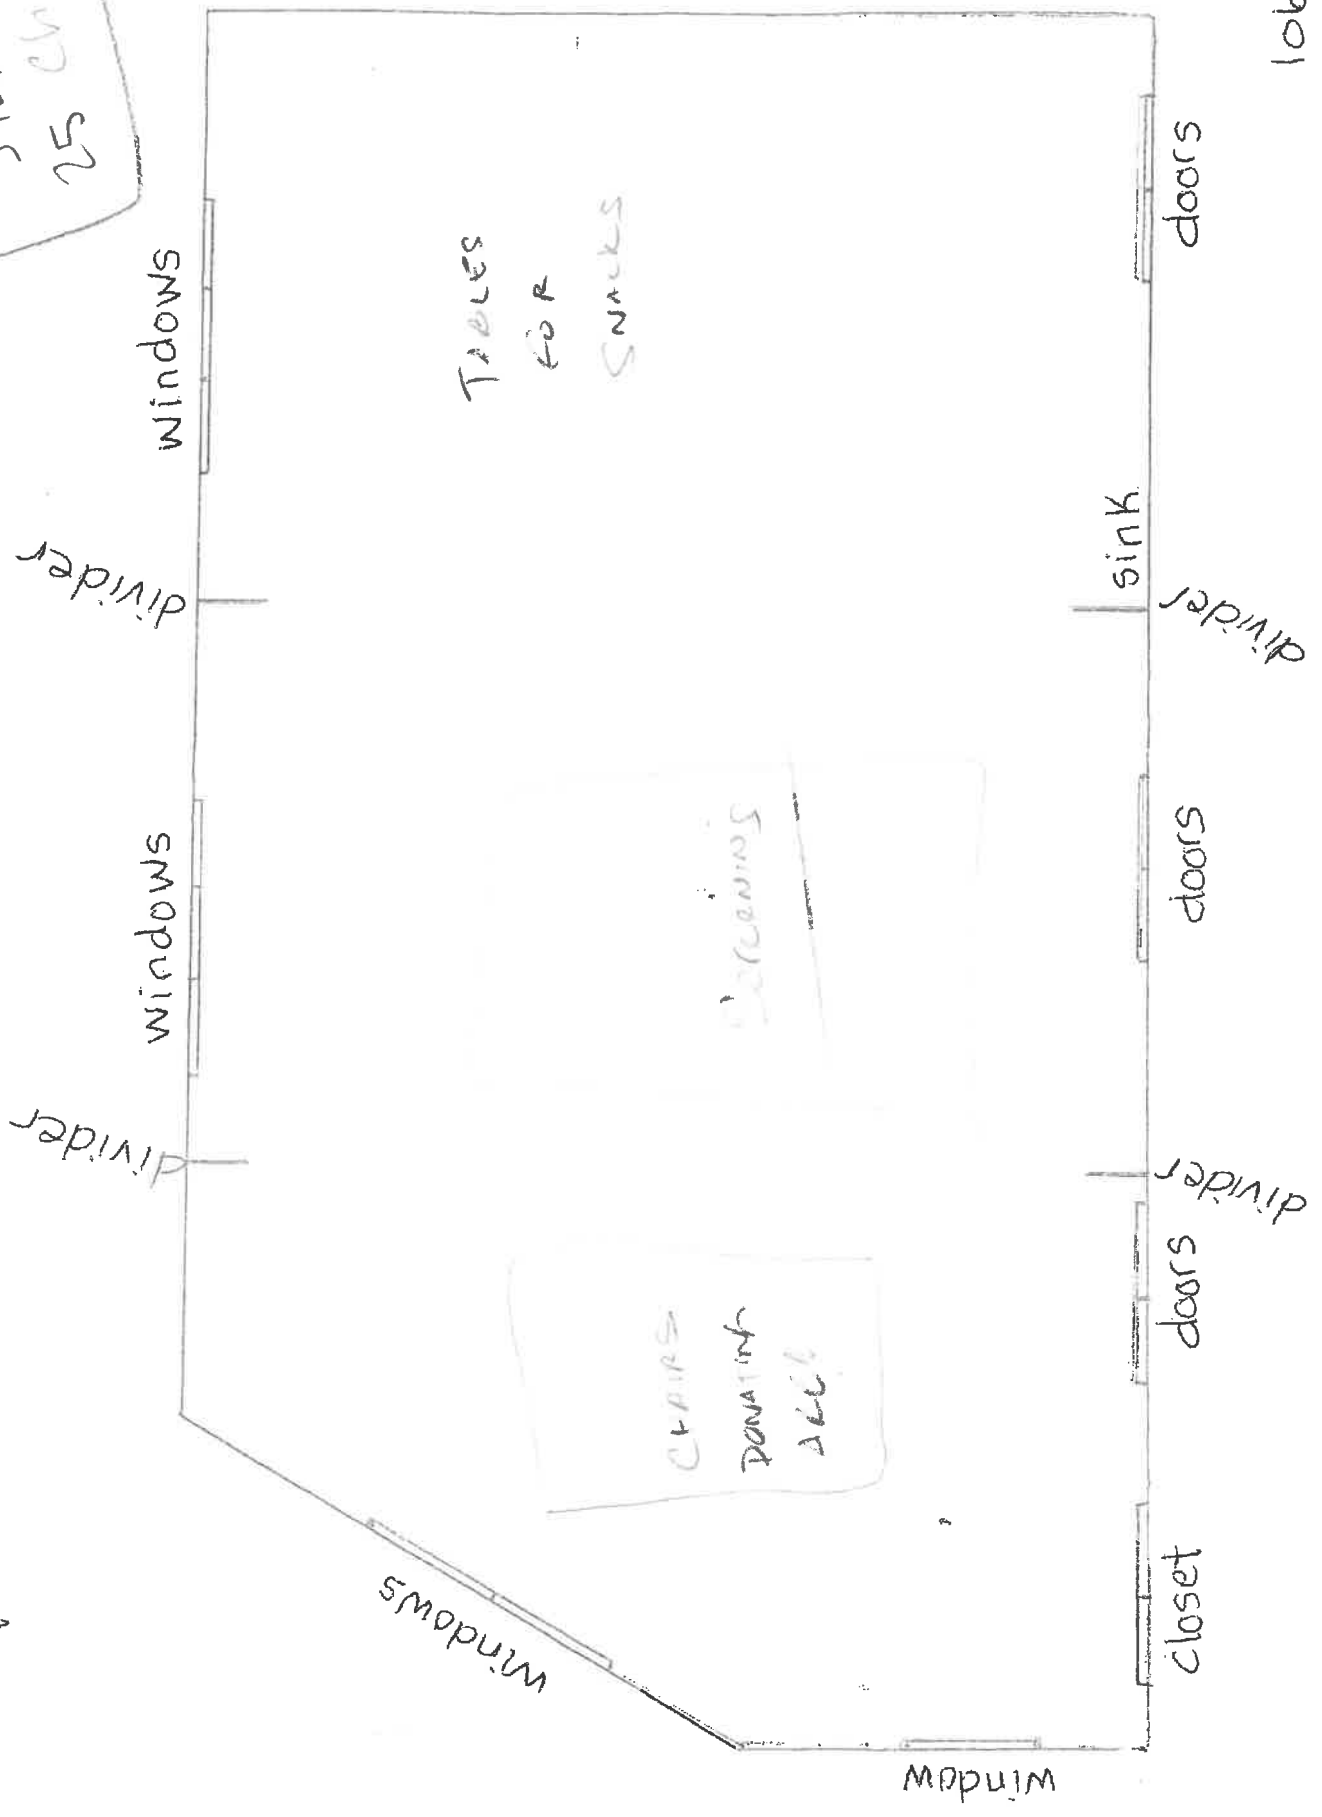 25
windows
divider
windows
divider
windows
window
TABLES
FOR
SNACKS
SCREENING
CHAIRS
DONATING
sink
doors
divider
doors
divider
doors
closet